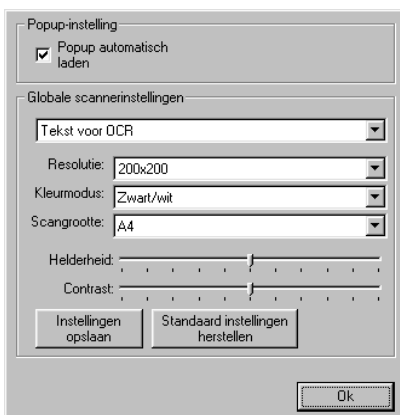 Popup-instelling
Popup automatisch
laden
Globale scannerinstellingen
Tekst voor OCR
Resolutie: 200x200
Kleurmodus: Zwart/wit
Scangrootte: A4
Helderheid:
Contrast:
Instellingen
opslaan
Standaard instellingen
herstellen
Ok